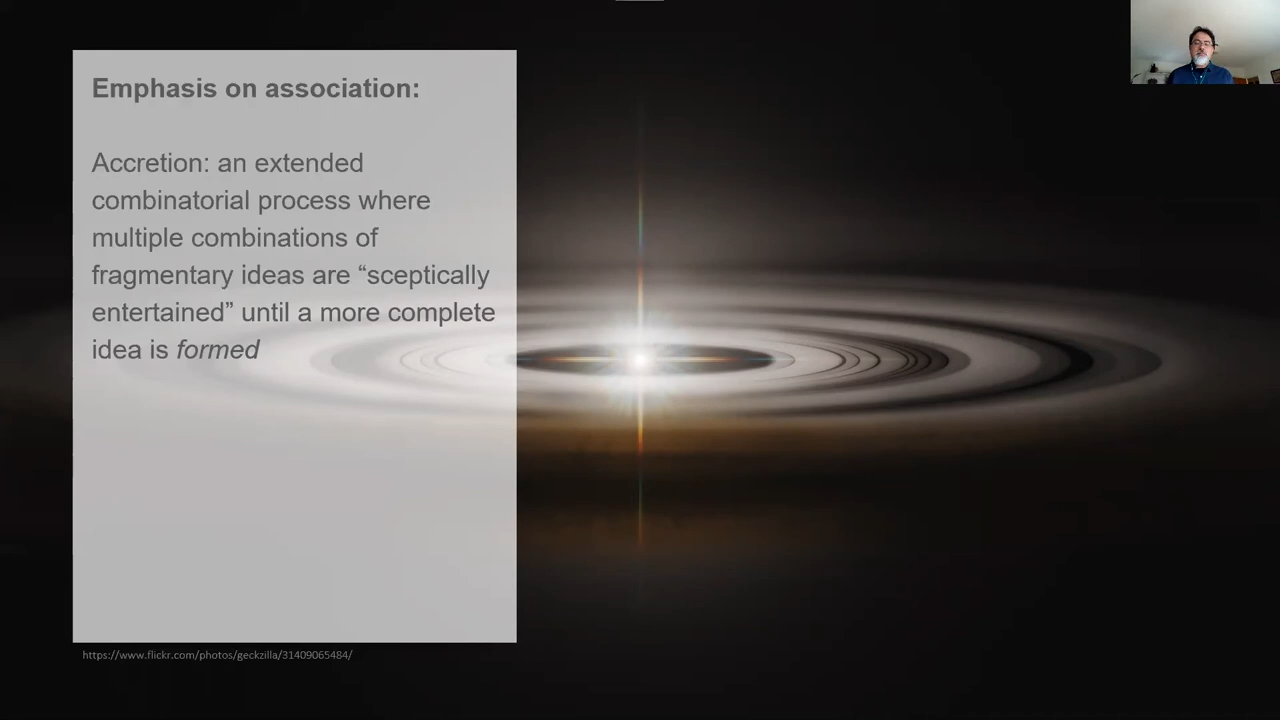 Emphasis on association:
Accretion: an extended
combinatorial process where
multiple combinations of
fragmentary ideas are “sceptically
entertained” until a more complete
idea is formed
https://www.flickr.com/photos/geckzilla/31409065484/